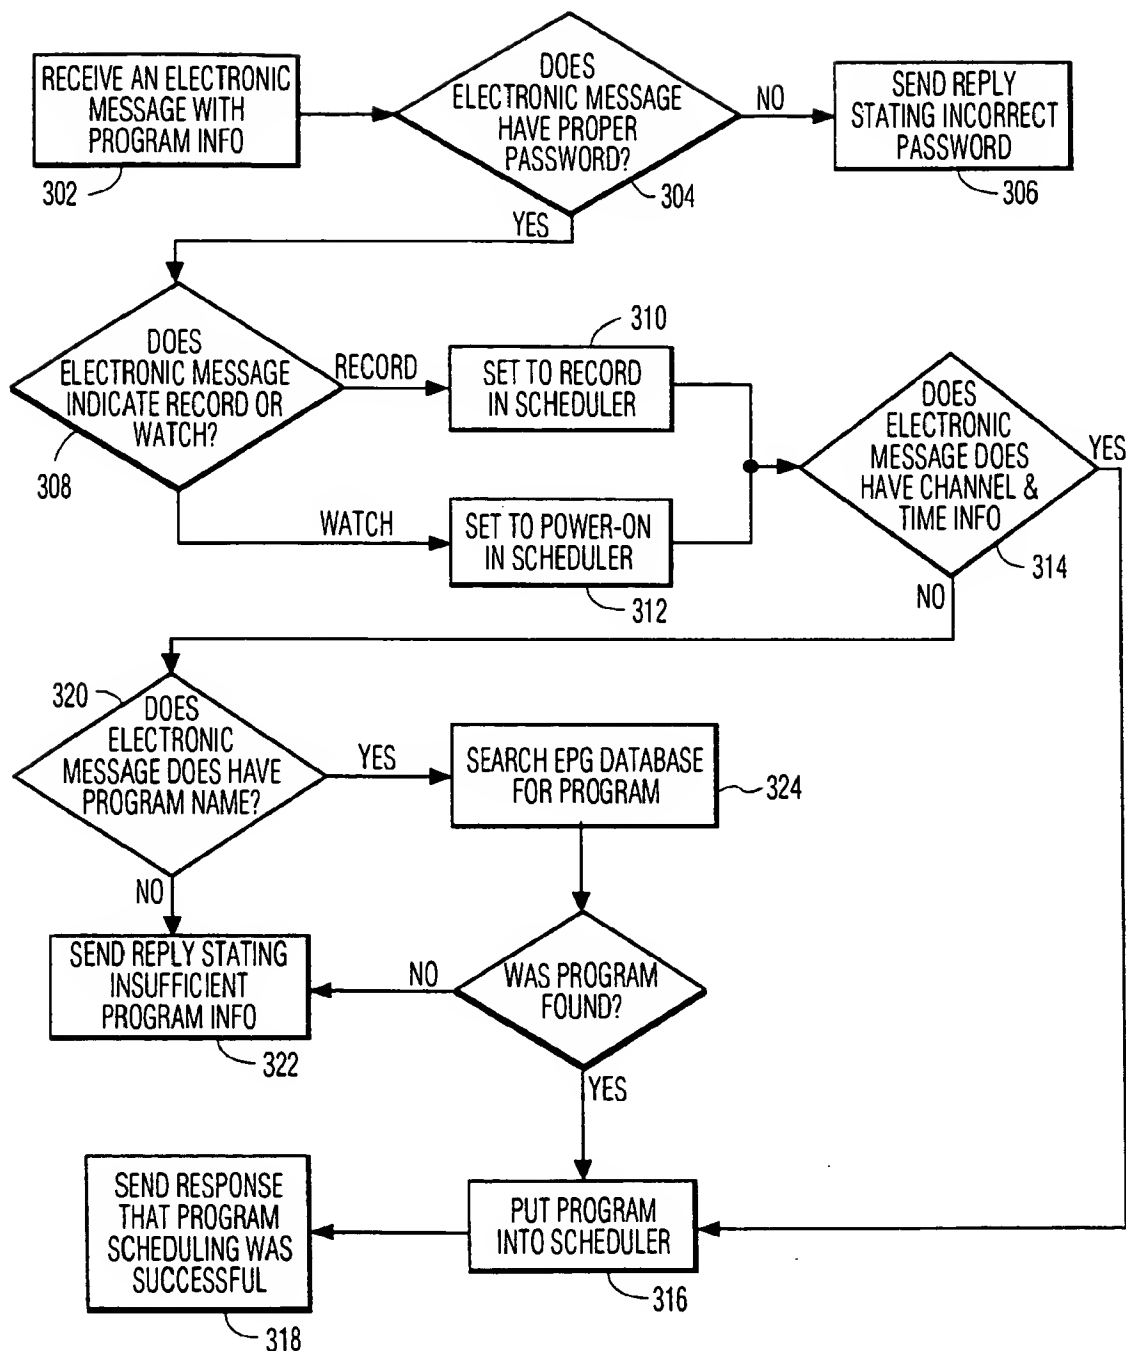 RECEIVE AN ELECTRONIC
MESSAGE WITH
PROGRAM INFO
302
DOES
ELECTRONIC MESSAGE
HAVE PROPER
PASSWORD?
304
NO
SEND REPLY
STATING INCORRECT
PASSWORD
306
YES
DOES
ELECTRONIC MESSAGE
INDICATE RECORD OR
WATCH?
308
RECORD
310
SET TO RECORD
IN SCHEDULER
WATCH
SET TO POWER-ON
IN SCHEDULER
312
DOES
ELECTRONIC
MESSAGE DOES
HAVE CHANNEL &
TIME INFO
314
YES
NO
320
DOES
ELECTRONIC
MESSAGE DOES HAVE
PROGRAM NAME?
YES
SEARCH EPG DATABASE
FOR PROGRAM
324
NO
SEND REPLY STATING
INSUFFICIENT
PROGRAM INFO
322
NO
WAS PROGRAM
FOUND?
YES
SEND RESPONSE
THAT PROGRAM
SCHEDULING WAS
SUCCESSFUL
318
PUT PROGRAM
INTO SCHEDULER
316